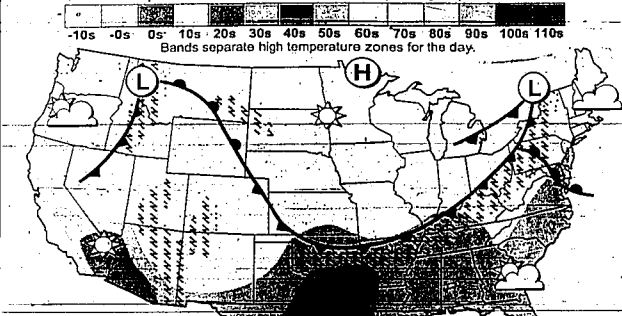 -10s -0s 0s 10s 20s 30s 40s 50s 60s 70s 80s 90s 100s 110s
Bands separate high temperature zones for the day.
H
L
L